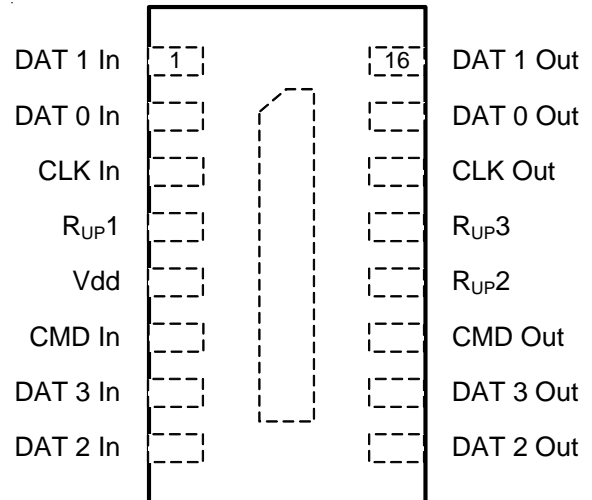 DAT 1 In 1 16 DAT 1 Out
DAT 0 In DAT 0 Out
CLK In CLK Out
RUP1 RUP3
Vdd RUP2
CMD In CMD Out
DAT 3 In DAT 3 Out
DAT 2 In DAT 2 Out